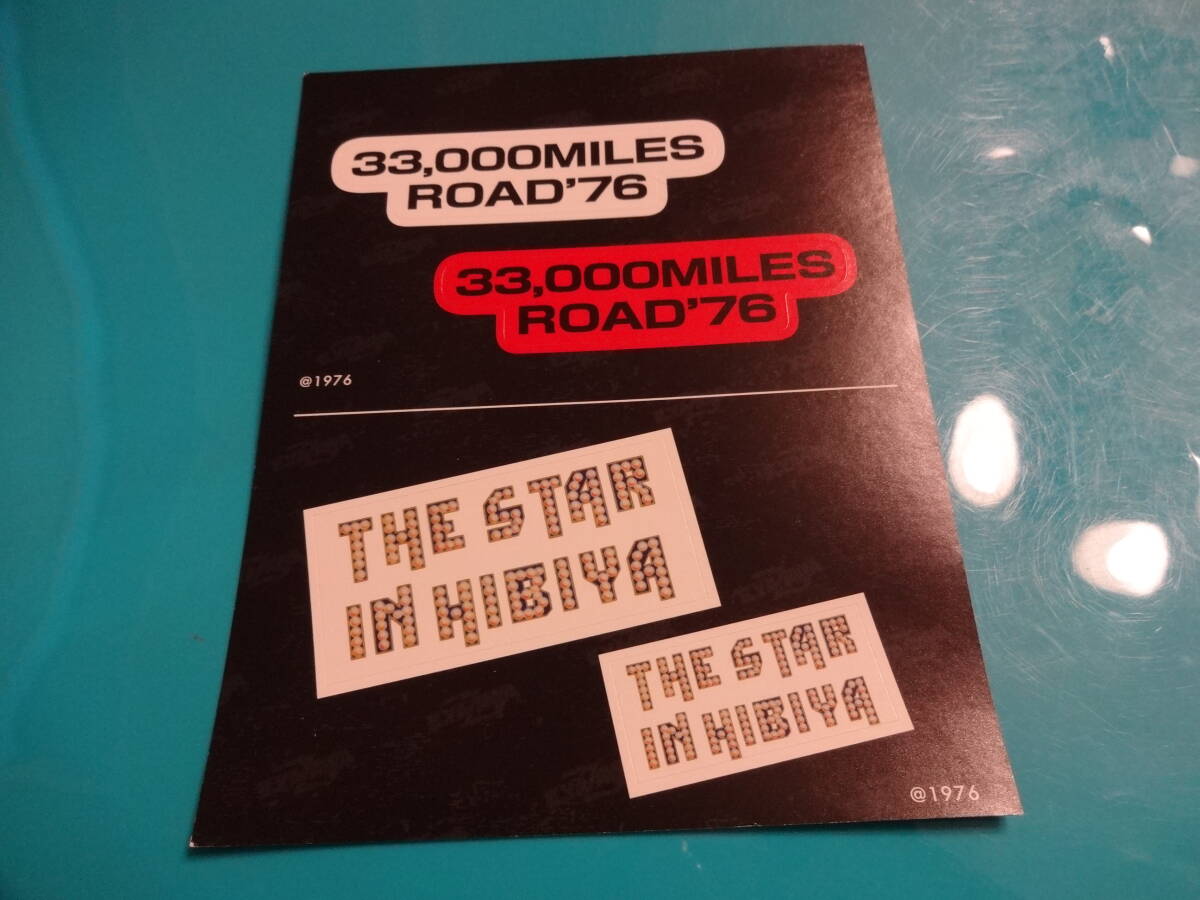 33,000MILES
ROAD'76
33,000MILES
ROAD'76
@1976
THE STAR
IN HIBIYA
THE STAR
IN HIBIYA
@1976